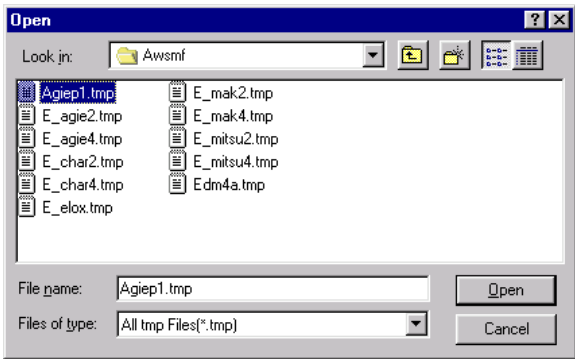 Open
Look in: Awsmf
Agiep1.tmp
E_agie2.tmp
E_agie4.tmp
E_char2.tmp
E_char4.tmp
E_elox.tmp
E_mak2.tmp
E_mak4.tmp
E_mitsu2.tmp
E_mitsu4.tmp
Edm4a.tmp
File name: Agiep1.tmp Open
Files of type: All tmp Files(*.tmp) Cancel